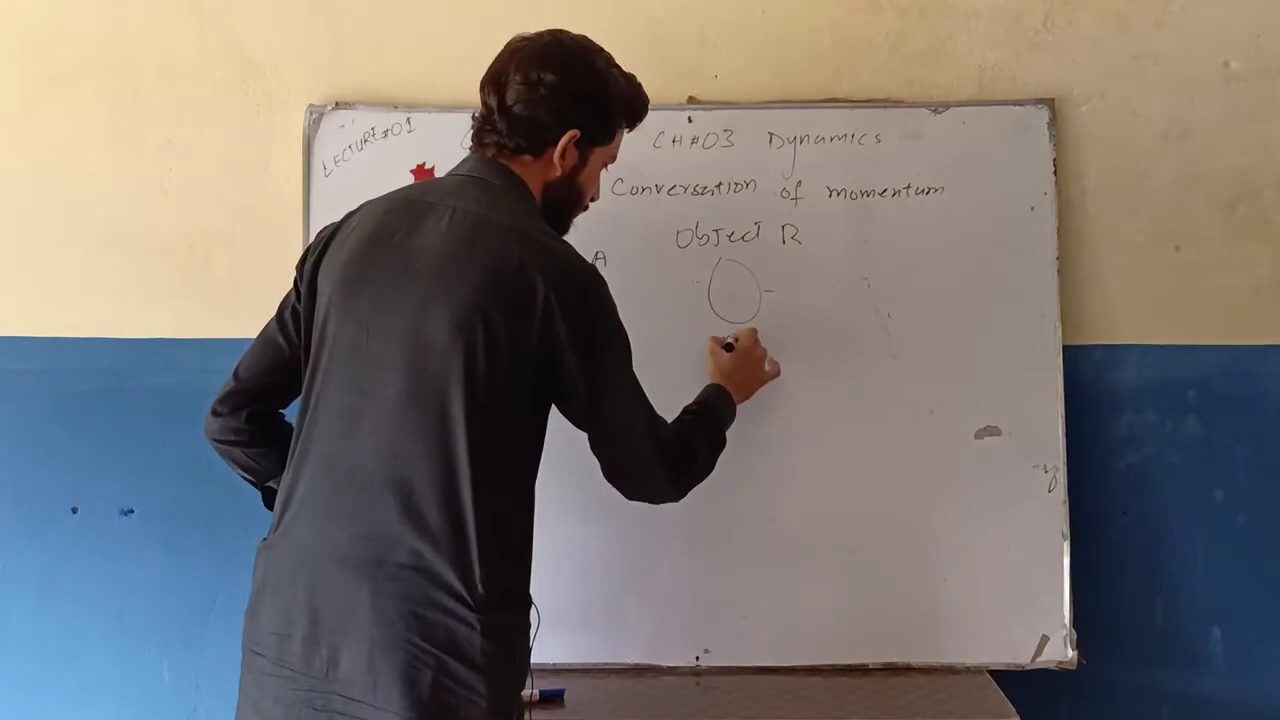 LECTURE#01
CH#03 Dynamics
Conversation of momentum
Object R
A